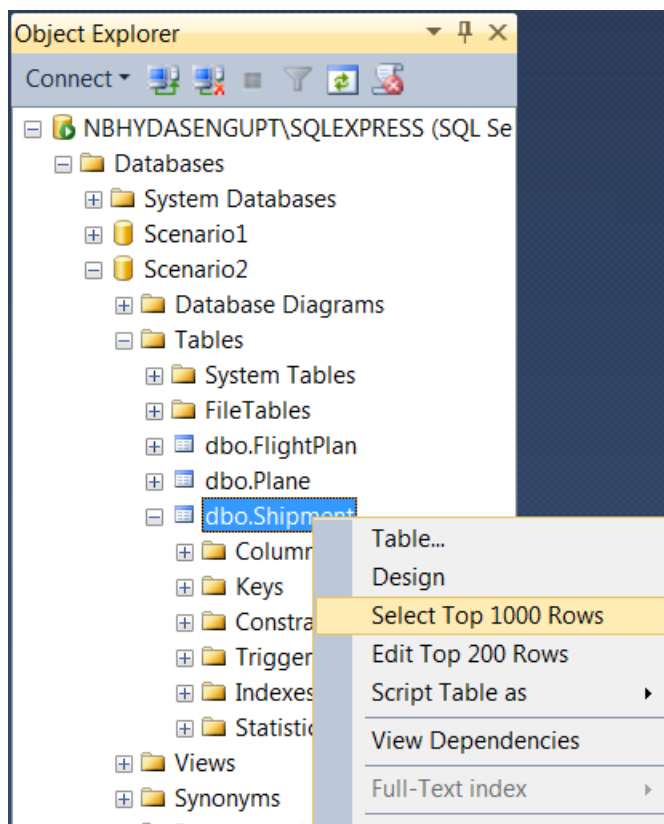 Object Explorer
Connect
NBHYDASENGUPT\SQLEXPRESS (SQL Se
Databases
System Databases
Scenario1
Scenario2
Database Diagrams
Tables
System Tables
FileTables
dbo.FlightPlan
dbo.Plane
dbo.Shipment
Column
Keys
Constra
Trigger
Indexes
Statistic
Views
Synonyms
Table...
Design
Select Top 1000 Rows
Edit Top 200 Rows
Script Table as
View Dependencies
Full-Text index